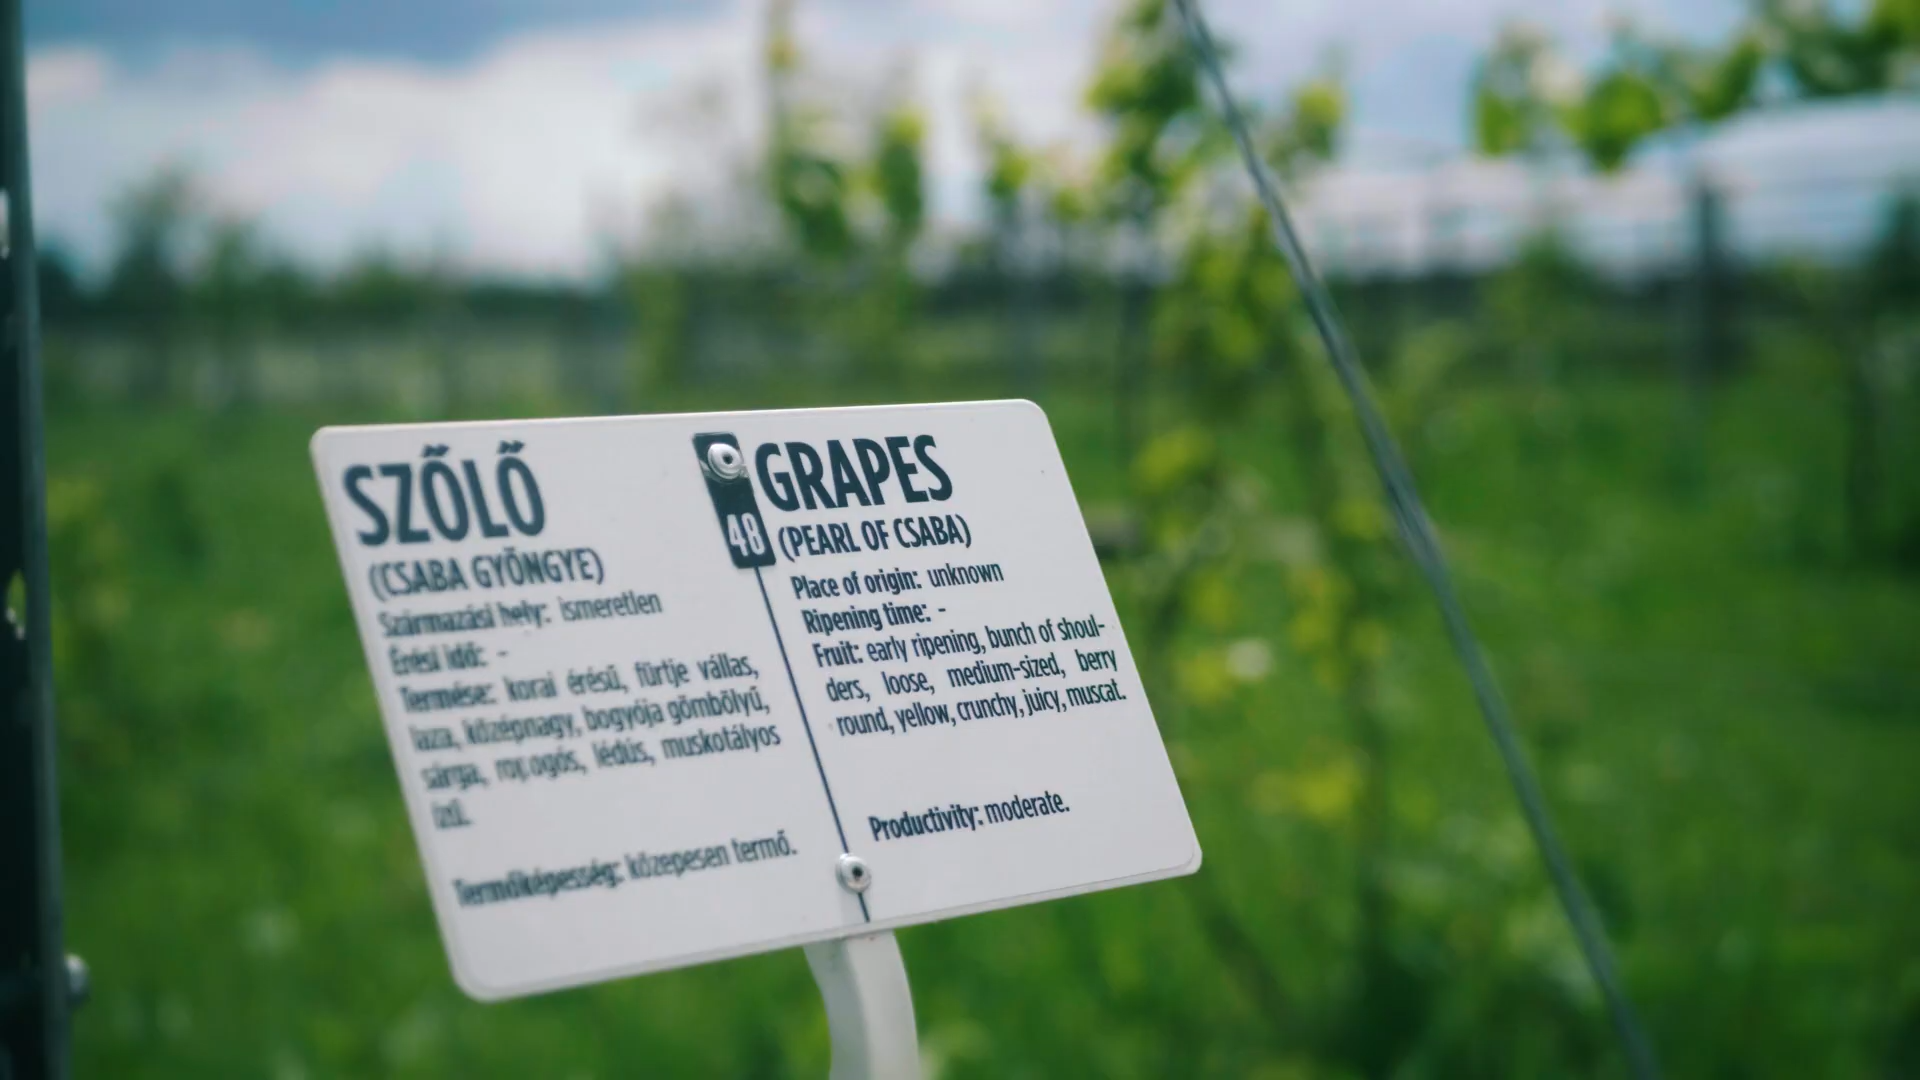 SZŐLŐ
(CSABA GYÖNGYE)
Származási hely: ismeretlen
Érési idő: -
Termése: korai érésű, fürtje vállas,
laza, középnagy, bogyója gömbölyű,
sárga, ropogós, lédús, muskotályos
ízű.
Termőképesség: közepesen termő.
48
GRAPES
(PEARL OF CSABA)
Place of origin: unknown
Ripening time: -
Fruit: early ripening, bunch of shoul-
ders, loose, medium-sized, berry
round, yellow, crunchy, juicy, muscat.
Productivity: moderate.